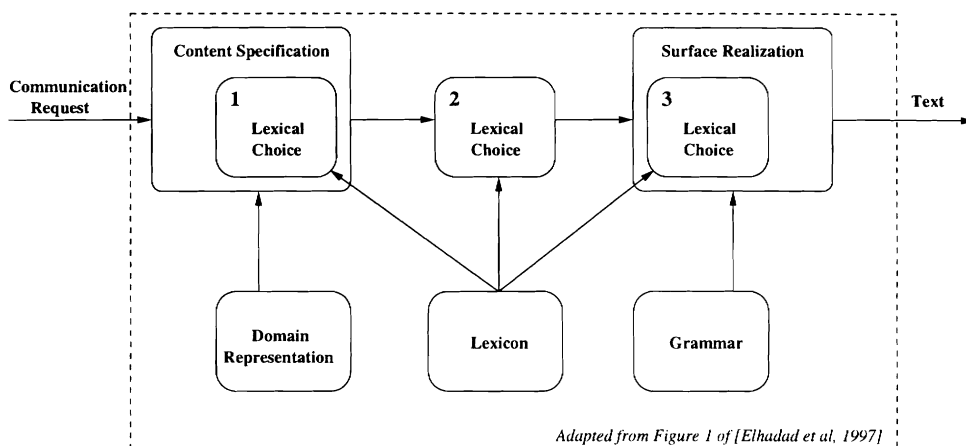 Content Specification
Surface Realization
Communication
Request
1
Lexical
Choice
2
Lexical
Choice
3
Lexical
Choice
Text
Domain
Representation
Lexicon
Grammar
Adapted from Figure 1 of [Elhadad et al, 1997]